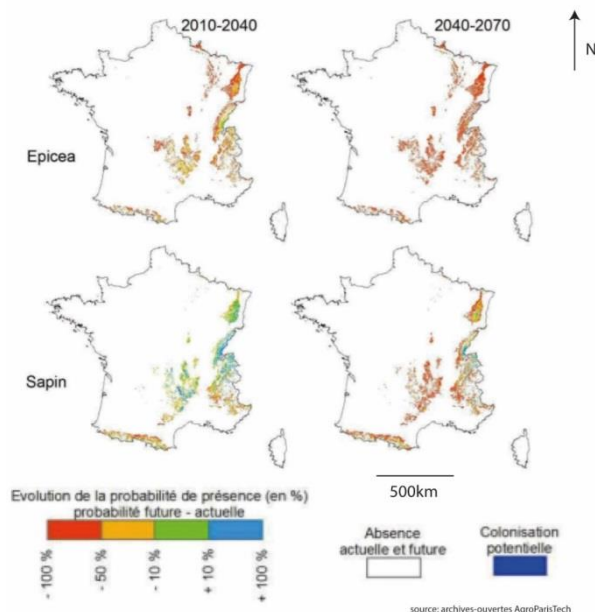 2010-2040
2040-2070
N
Epicea
Sapin
500km
Evolution de la probabilité de présence (en %)
probabilité future - actuelle
- 100 %
- 50 %
- 10 %
+ 10 %
+ 100 %
Absence
actuelle et future
Colonisation
potentielle
source: archives-ouvertes AgroParisTech